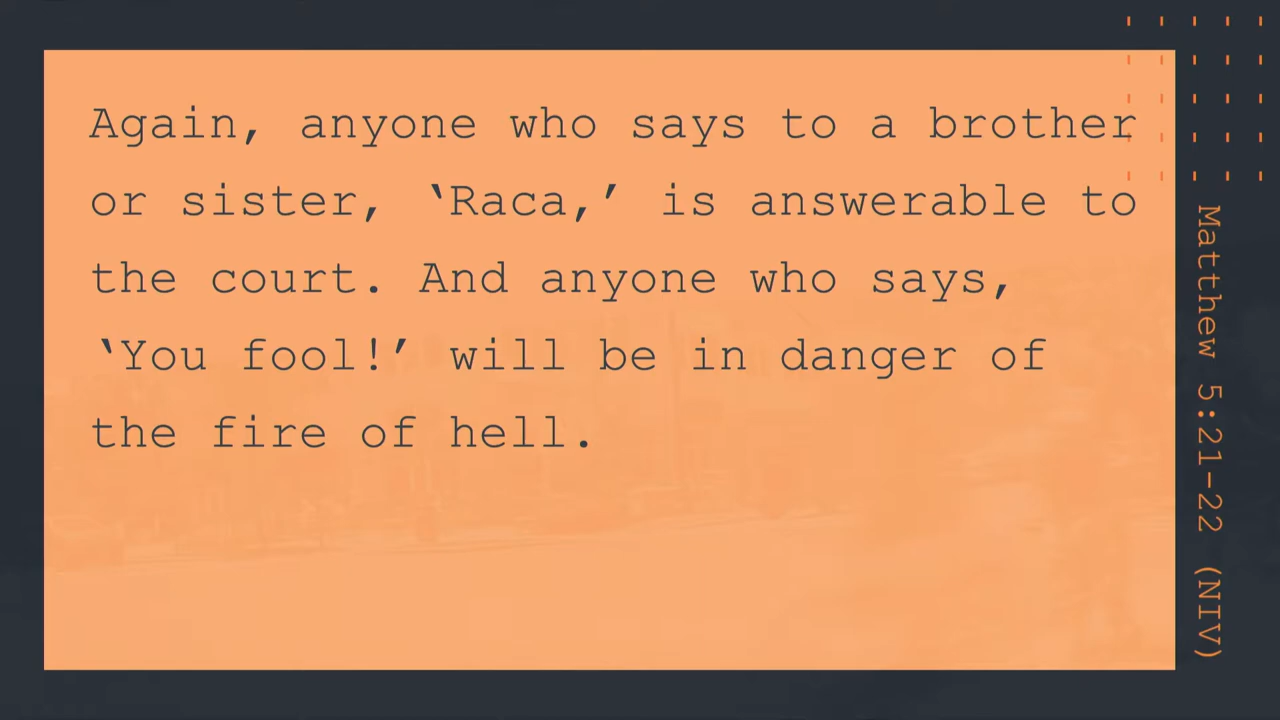 Again, anyone who says to a brother
or sister, ‘Raca,’ is answerable to
the court. And anyone who says,
‘You fool!’ will be in danger of
the fire of hell.
Matthew 5:21-22 (NIV)